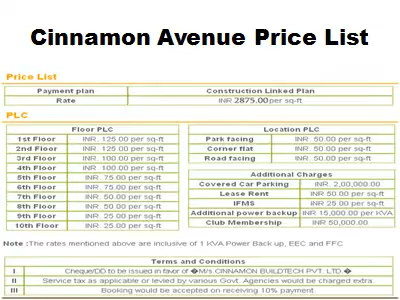 Cinnamon Avenue Price List
Price List
Payment plan Construction Linked Plan
Rate INR 2875.00 per sq-ft
PLC
Floor PLC
1st Floor INR. 125.00 per sq-ft
2nd Floor INR. 125.00 per sq-ft
3rd Floor INR. 100.00 per sq-ft
4th Floor INR. 100.00 per sq-ft
5th Floor INR. 75.00 per sq-ft
6th Floor INR. 75.00 per sq-ft
7th Floor INR. 50.00 per sq-ft
8th Floor INR. 50.00 per sq-ft
9th Floor INR. 25.00 per sq-ft
10th Floor INR. 25.00 per sq-ft
Location PLC
Park facing INR. 50.00 per sq-ft
Corner flat INR. 50.00 per sq-ft
Road facing INR. 50.00 per sq-ft
Additional Charges
Covered Car Parking INR. 2,00,000.00
Lease Rent INR. 50.00 per sq-ft
IFMS INR 25.00 per sq-ft
Additional power backup INR 15,000.00 per KVA
Club Membership INR 50,000.00
Note :The rates mentioned above are inclusive of 1 KVA Power Back up, EEC and FFC
Terms and Conditions
I Cheque/DD to be issued in favor of �M/s CINNAMON BUILDTECH PVT. LTD.�
II Service tax as applicable or levied by various Govt. Agencies would be charged extra.
III Booking would be accepted on receiving 10% payment.